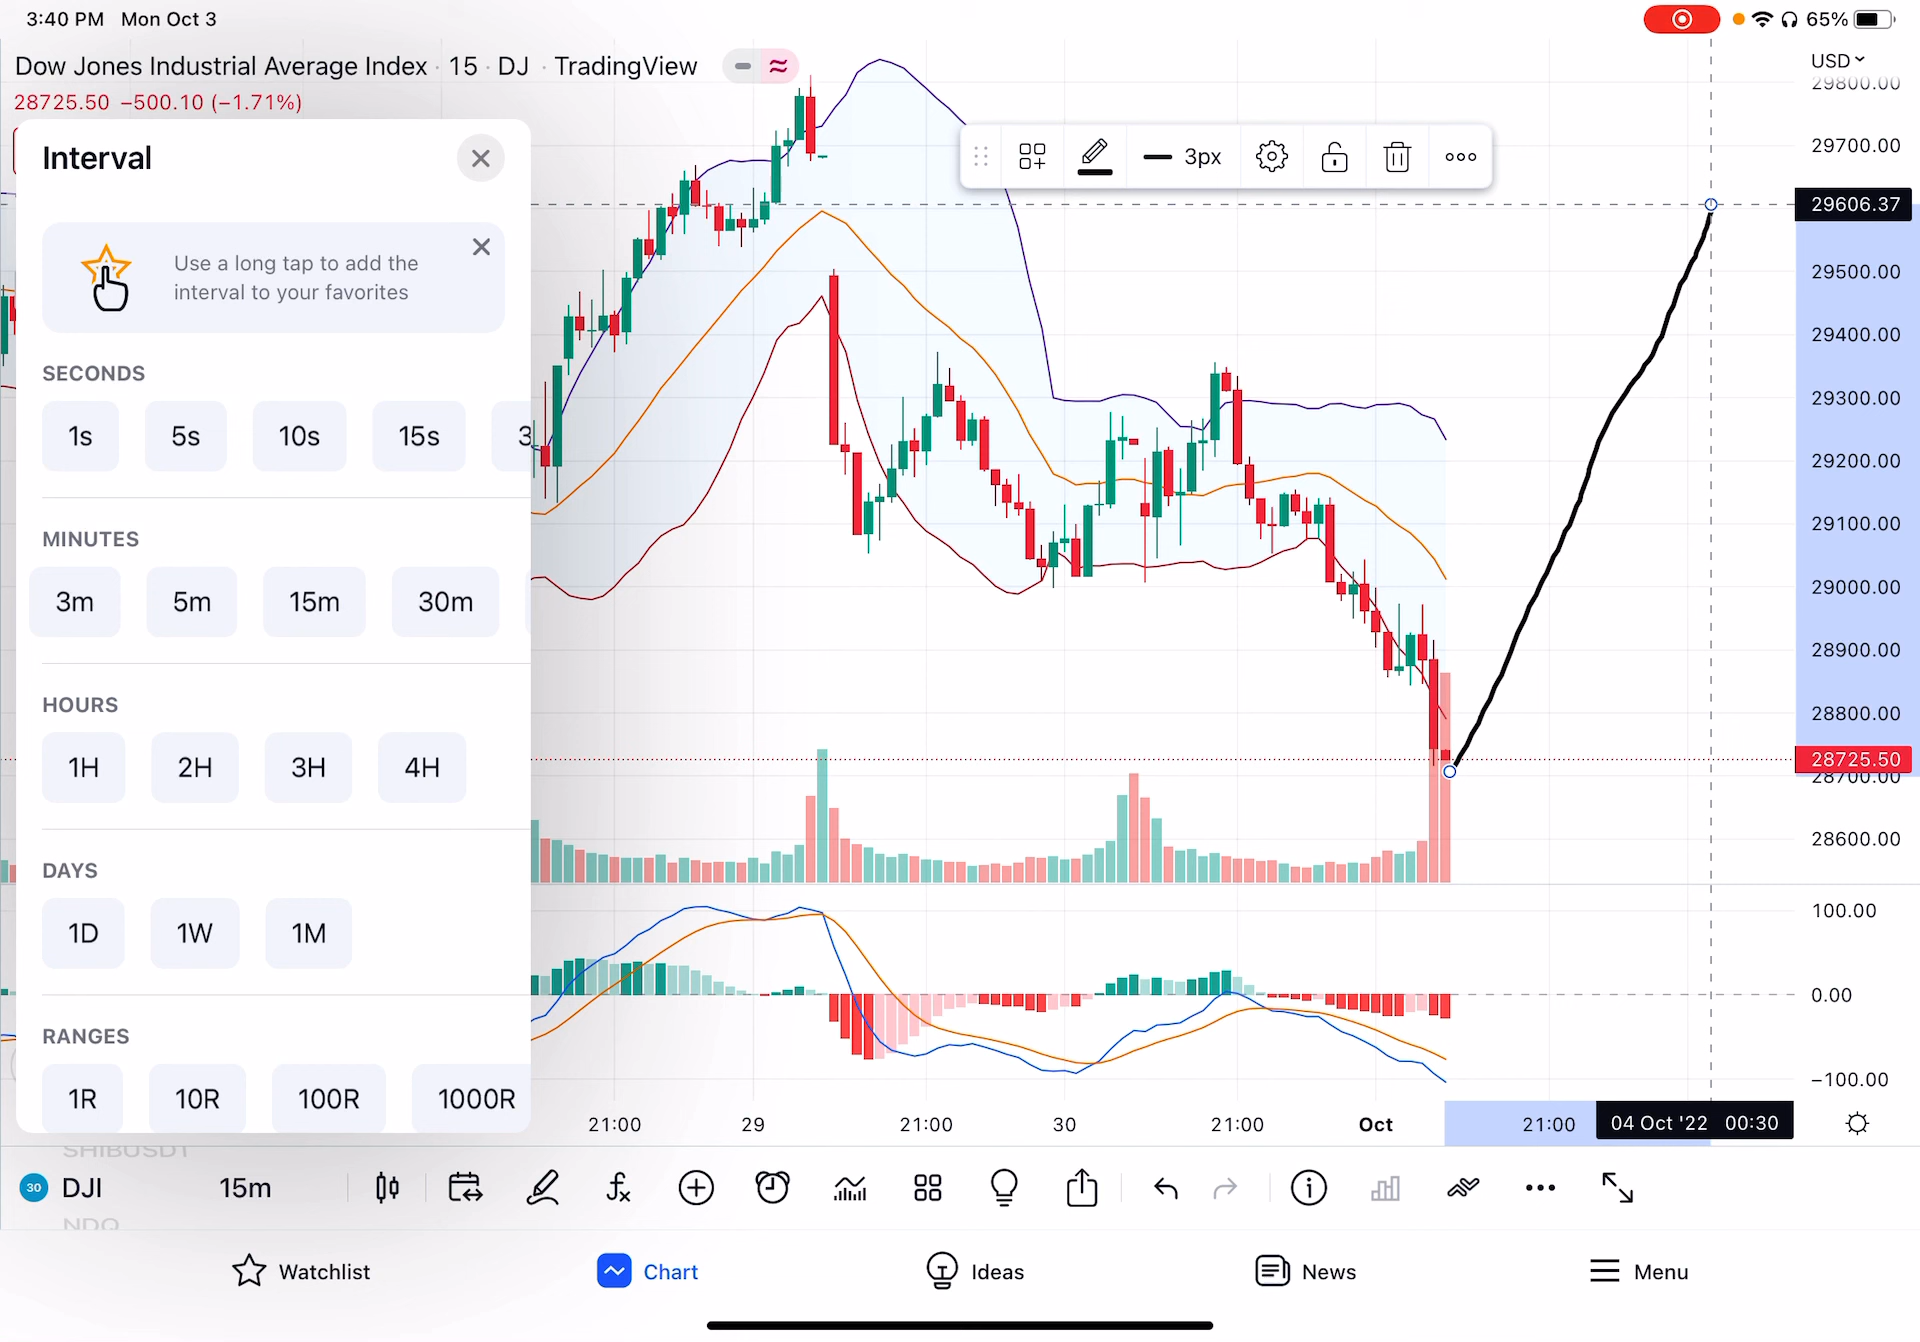 3:40 PM Mon Oct 3
65%
Dow Jones Industrial Average Index · 15 · DJ · TradingView
28725.50 −500.10 (−1.71%)
USD
29800.00
29700.00
29606.37
29500.00
29400.00
29300.00
29200.00
29100.00
29000.00
28900.00
28800.00
28725.50
28700.00
28600.00
100.00
0.00
−100.00
3px
Interval
Use a long tap to add the
interval to your favorites
SECONDS
1s 5s 10s 15s 3
MINUTES
3m 5m 15m 30m
HOURS
1H 2H 3H 4H
DAYS
1D 1W 1M
RANGES
1R 10R 100R 1000R
21:00 29 21:00 30 21:00 Oct 21:00 04 Oct '22 00:30
SHIBUSDT
30 DJI 15m
NDQ
Watchlist Chart Ideas News Menu